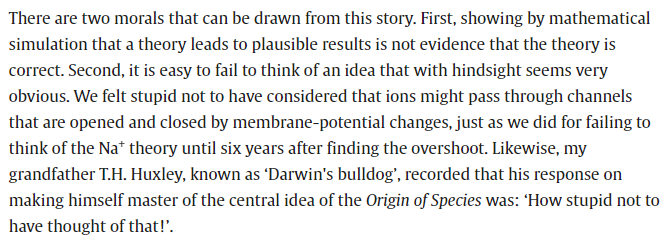 There are two morals that can be drawn from this story. First, showing by mathematical
simulation that a theory leads to plausible results is not evidence that the theory is
correct. Second, it is easy to fail to think of an idea that with hindsight seems very
obvious. We felt stupid not to have considered that ions might pass through channels
that are opened and closed by membrane-potential changes, just as we did for failing to
think of the Na⁺ theory until six years after finding the overshoot. Likewise, my
grandfather T.H. Huxley, known as ‘Darwin's bulldog’, recorded that his response on
making himself master of the central idea of the Origin of Species was: ‘How stupid not to
have thought of that!’.